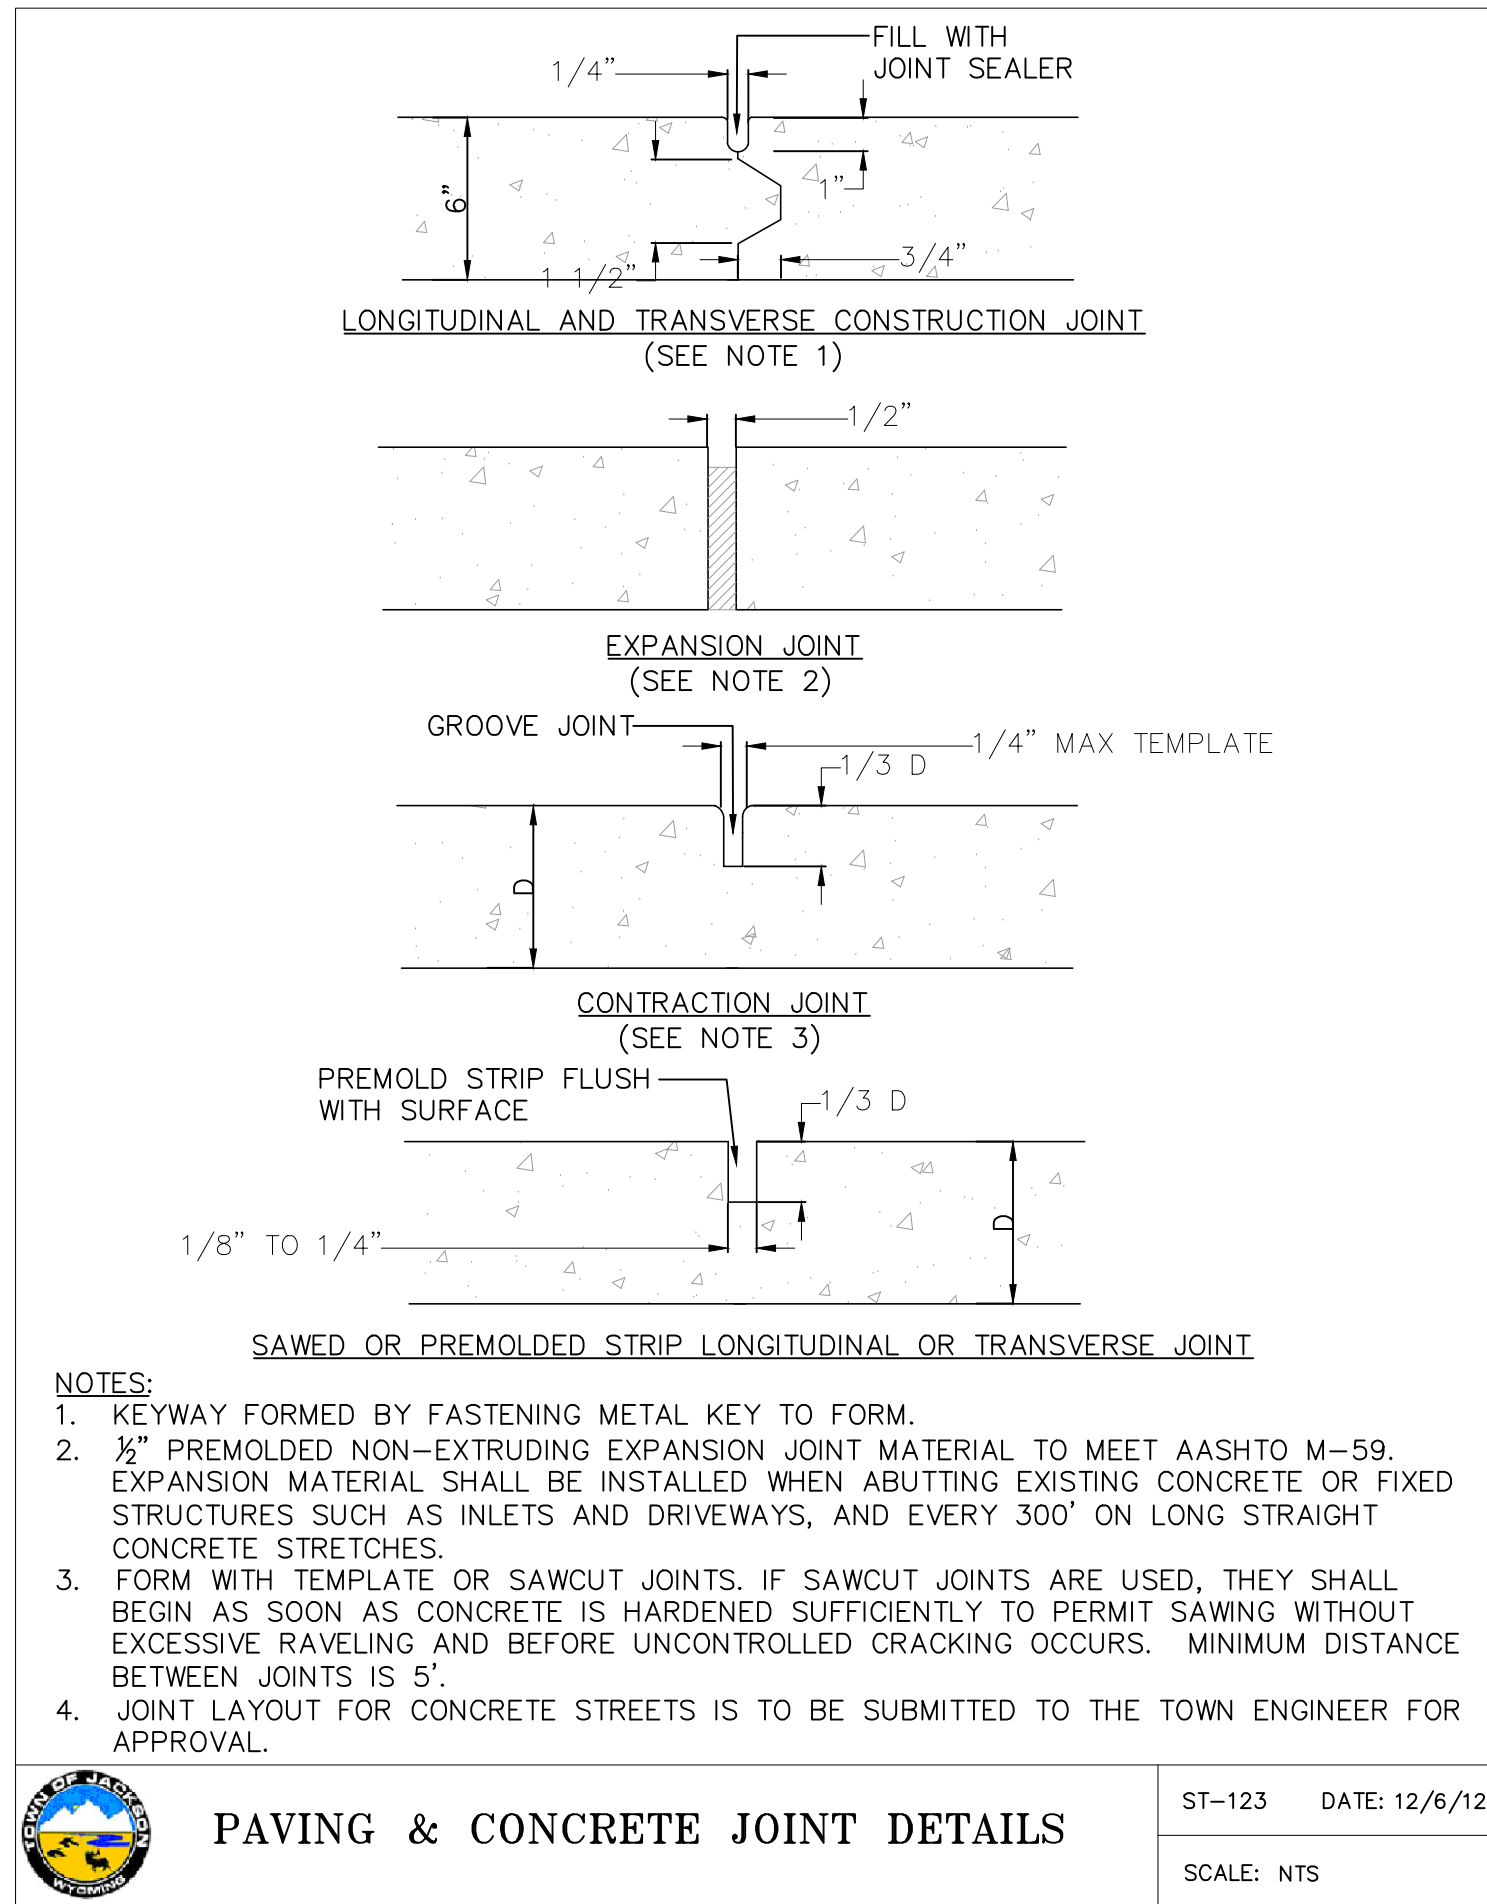 FILL WITH
JOINT SEALER
1/4"
6"
1"
1 1/2"
3/4"
LONGITUDINAL AND TRANSVERSE CONSTRUCTION JOINT
(SEE NOTE 1)
1/2"
EXPANSION JOINT
(SEE NOTE 2)
GROOVE JOINT
1/4" MAX TEMPLATE
1/3 D
D
CONTRACTION JOINT
(SEE NOTE 3)
PREMOLD STRIP FLUSH
WITH SURFACE
1/3 D
D
1/8" TO 1/4"
SAWED OR PREMOLDED STRIP LONGITUDINAL OR TRANSVERSE JOINT
NOTES:
1. KEYWAY FORMED BY FASTENING METAL KEY TO FORM.
2. ½" PREMOLDED NON-EXTRUDING EXPANSION JOINT MATERIAL TO MEET AASHTO M-59.
EXPANSION MATERIAL SHALL BE INSTALLED WHEN ABUTTING EXISTING CONCRETE OR FIXED
STRUCTURES SUCH AS INLETS AND DRIVEWAYS, AND EVERY 300' ON LONG STRAIGHT
CONCRETE STRETCHES.
3. FORM WITH TEMPLATE OR SAWCUT JOINTS. IF SAWCUT JOINTS ARE USED, THEY SHALL
BEGIN AS SOON AS CONCRETE IS HARDENED SUFFICIENTLY TO PERMIT SAWING WITHOUT
EXCESSIVE RAVELING AND BEFORE UNCONTROLLED CRACKING OCCURS. MINIMUM DISTANCE
BETWEEN JOINTS IS 5'.
4. JOINT LAYOUT FOR CONCRETE STREETS IS TO BE SUBMITTED TO THE TOWN ENGINEER FOR
APPROVAL.
TOWN OF JACKSON
WYOMING
PAVING & CONCRETE JOINT DETAILS
ST-123 DATE: 12/6/12
SCALE: NTS